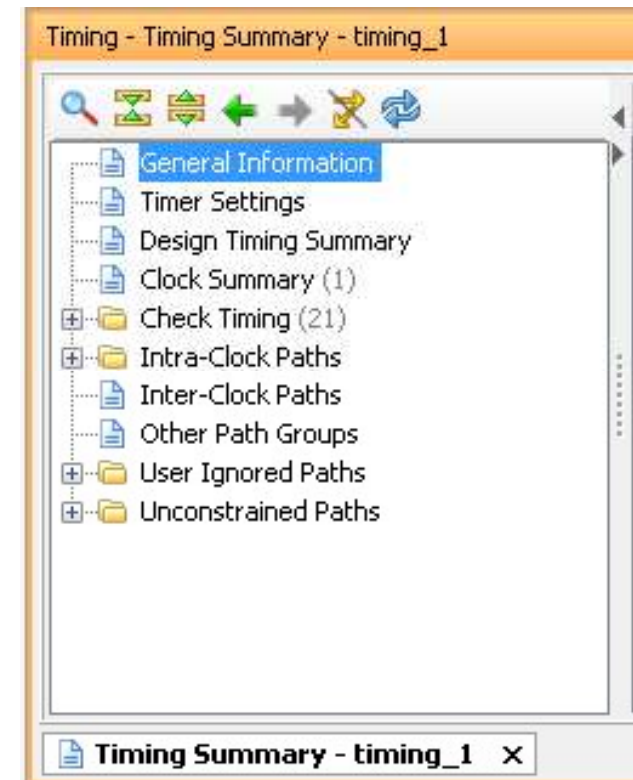 Timing - Timing Summary - timing_1
General Information
Timer Settings
Design Timing Summary
Clock Summary (1)
Check Timing (21)
Intra-Clock Paths
Inter-Clock Paths
Other Path Groups
User Ignored Paths
Unconstrained Paths
Timing Summary - timing_1